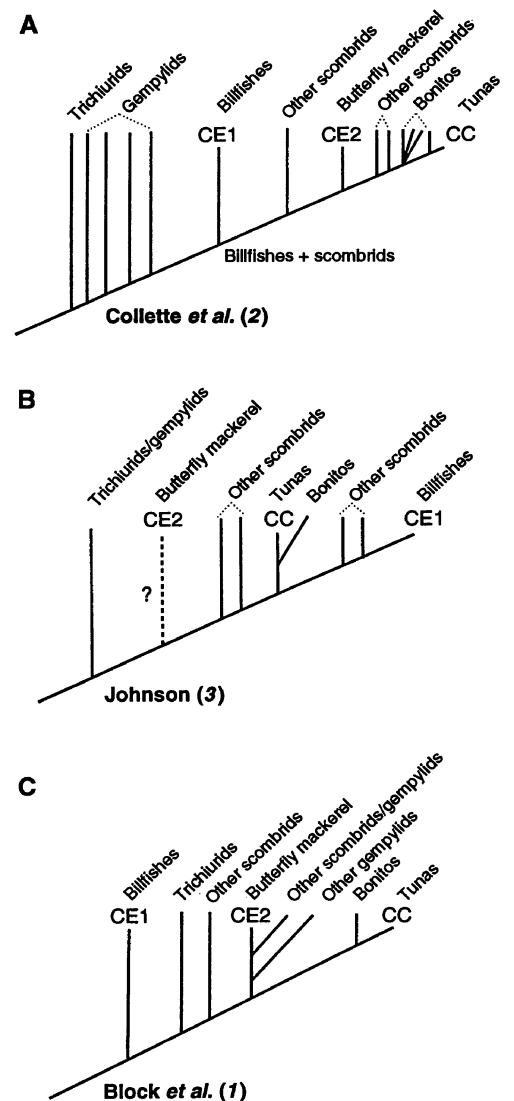 A
Trichiurids
Gempylids
Billfishes
Other scombrids
Butterfly mackerel
Other scombrids
Bonitos
Tunas
CE1
CE2
CC
Billfishes + scombrids
Collette et al. (2)
B
Trichiurids/gempylids
Butterfly mackerel
Other scombrids
Tunas
Bonitos
Other scombrids
Billfishes
CE2
CC
CE1
?
Johnson (3)
C
Billfishes
Trichiurids
Other scombrids
Butterfly mackerel
Other scombrids/gempylids
Other gempylids
Bonitos
Tunas
CE1
CE2
CC
Block et al. (1)